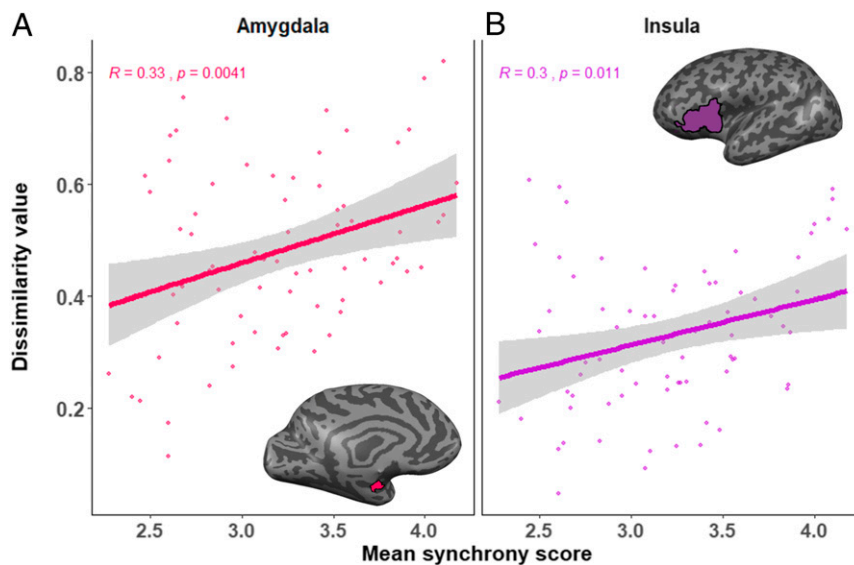 A
Amygdala
B
Insula
R = 0.33 , p = 0.0041
R = 0.3 , p = 0.011
Dissimilarity value
0.8
0.6
0.4
0.2
2.5 3.0 3.5 4.0
2.5 3.0 3.5 4.0
Mean synchrony score